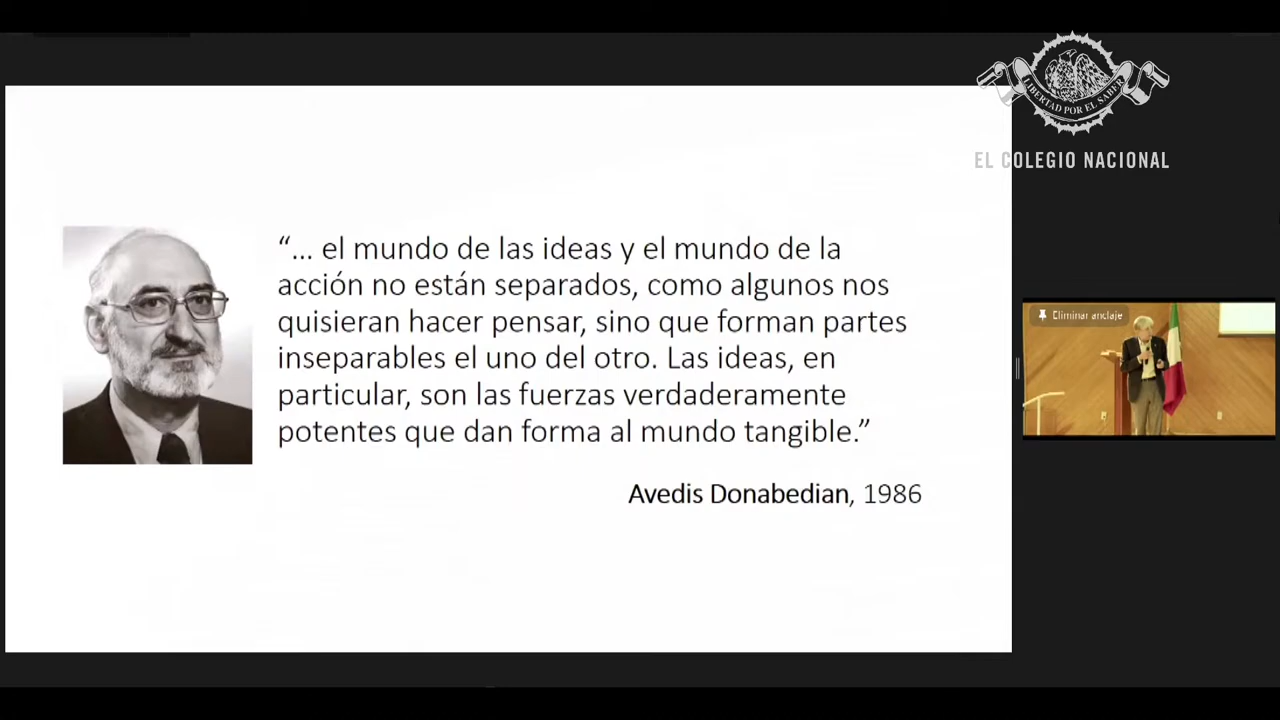 LIBERTAD POR EL SABER
EL COLEGIO NACIONAL
“... el mundo de las ideas y el mundo de la
acción no están separados, como algunos nos
quisieran hacer pensar, sino que forman partes
inseparables el uno del otro. Las ideas, en
particular, son las fuerzas verdaderamente
potentes que dan forma al mundo tangible.”
Avedis Donabedian, 1986
Eliminar anclaje